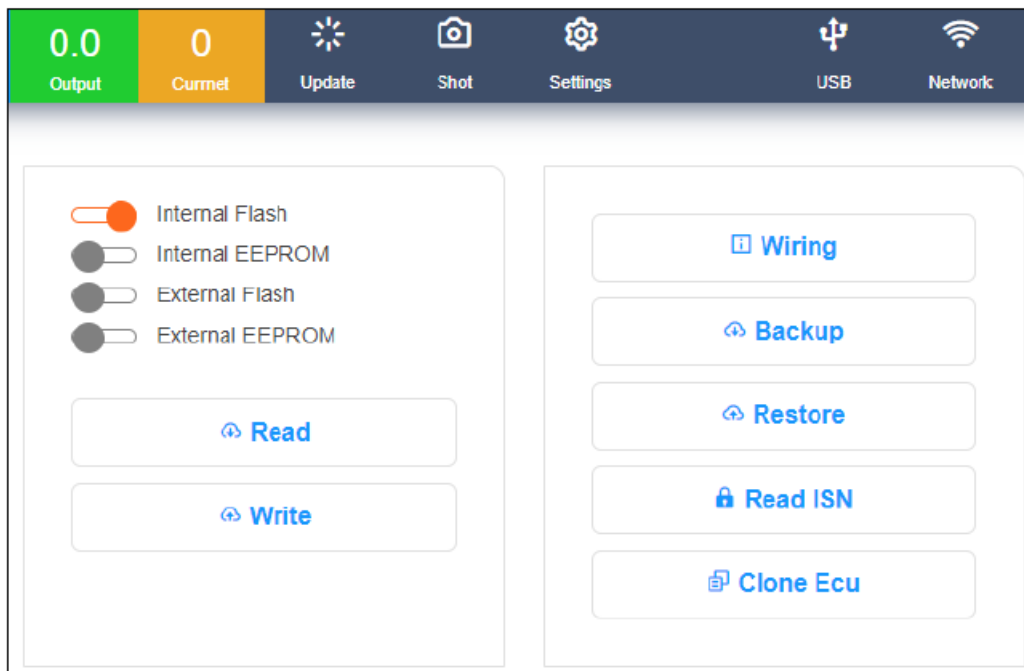 0.0
Output
0
Currnet
Update
Shot
Settings
USB
Network
Internal Flash
Internal EEPROM
External Flash
External EEPROM
Read
Write
Wiring
Backup
Restore
Read ISN
Clone Ecu